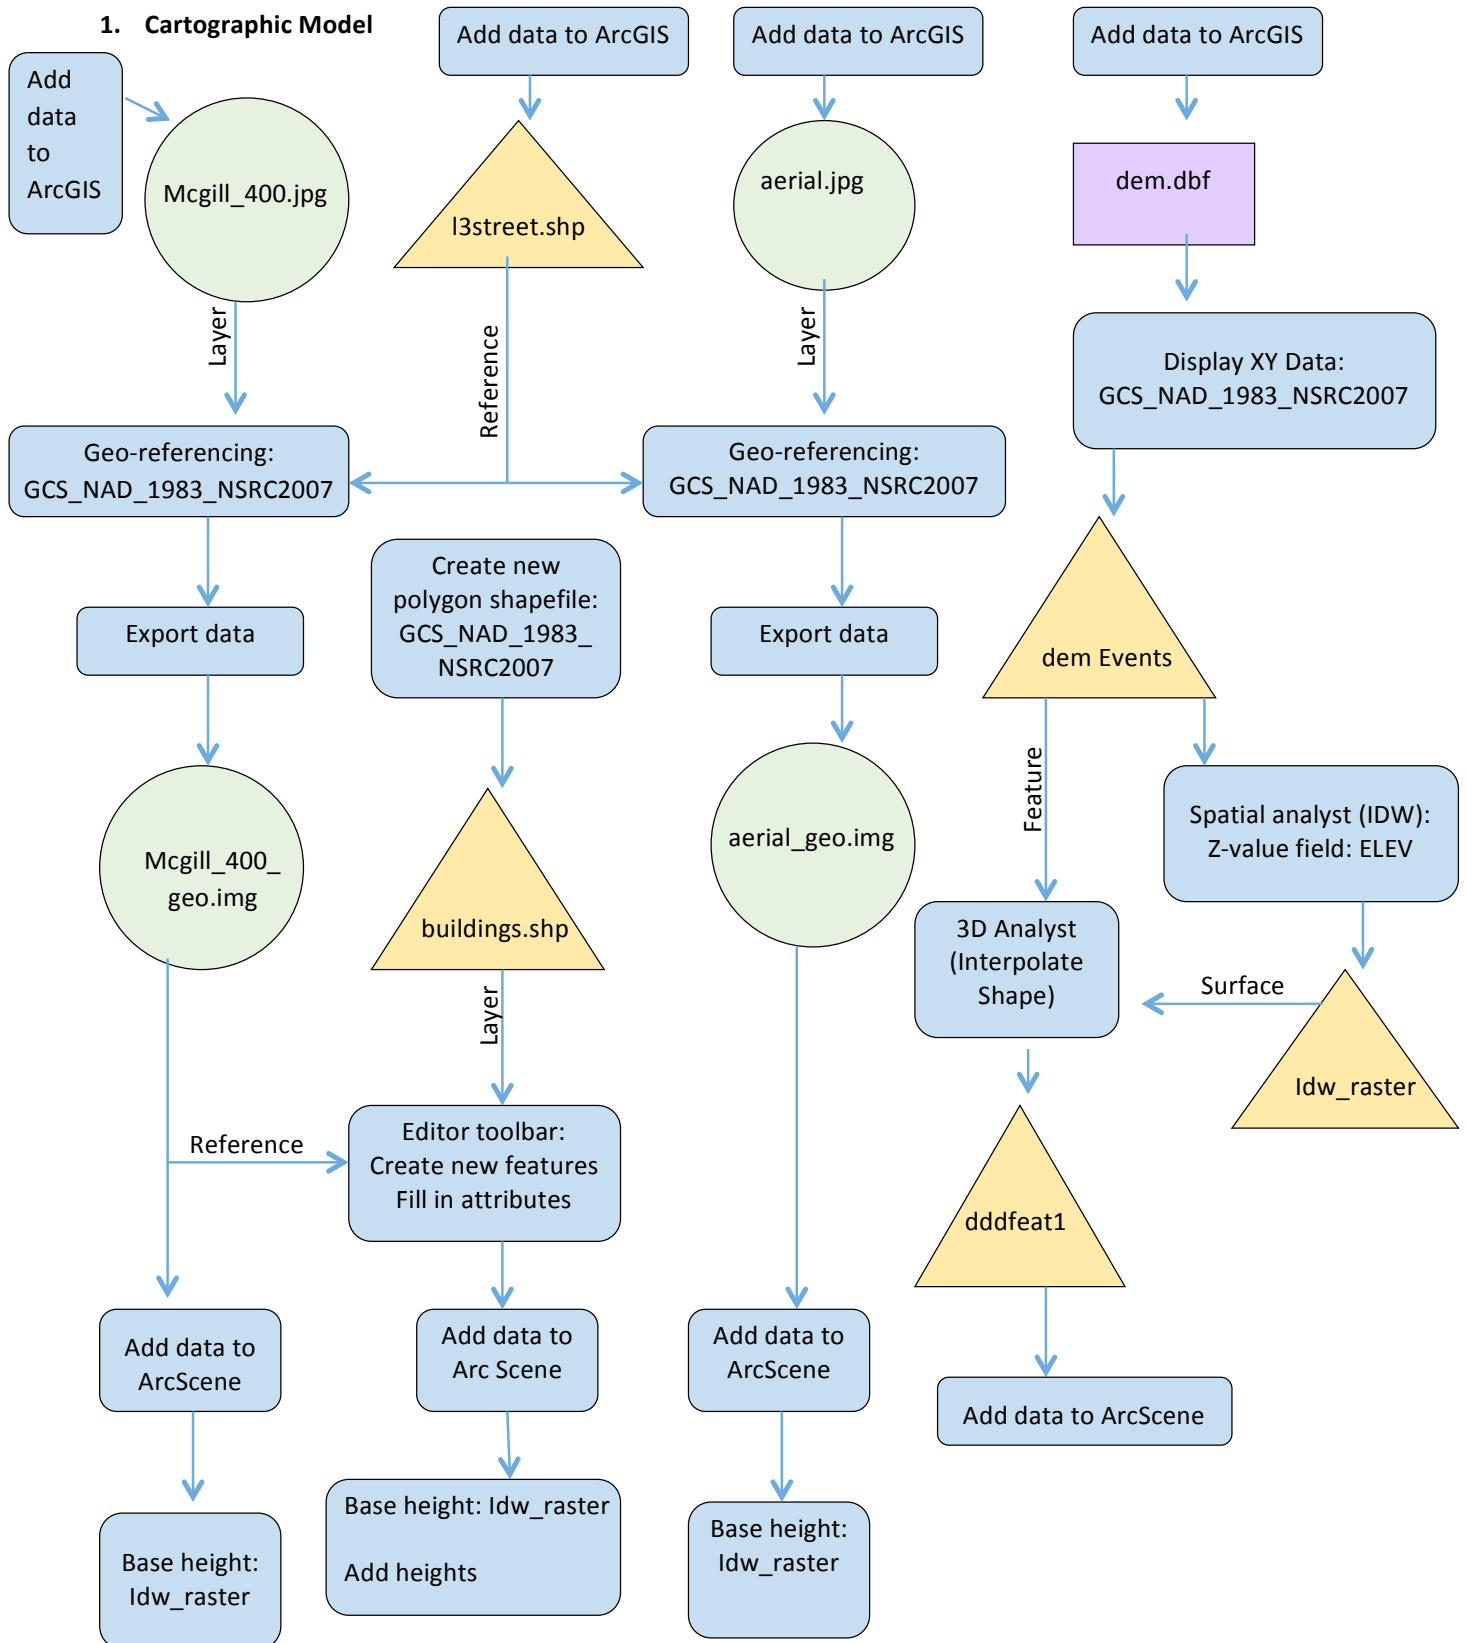 1. Cartographic Model
Add data to ArcGIS
Add data to ArcGIS
Add data to ArcGIS
Add
data
to
ArcGIS
Mcgill_400.jpg
l3street.shp
aerial.jpg
dem.dbf
Layer
Reference
Layer
Display XY Data:
GCS_NAD_1983_NSRC2007
Geo-referencing:
GCS_NAD_1983_NSRC2007
Geo-referencing:
GCS_NAD_1983_NSRC2007
Create new
polygon shapefile:
GCS_NAD_1983_
NSRC2007
Export data
Export data
dem Events
Feature
Spatial analyst (IDW):
Z-value field: ELEV
Mcgill_400_
geo.img
buildings.shp
aerial_geo.img
3D Analyst
(Interpolate
Shape)
Surface
Idw_raster
Layer
Reference
Editor toolbar:
Create new features
Fill in attributes
dddfeat1
Add data to
ArcScene
Add data to
Arc Scene
Add data to
ArcScene
Add data to ArcScene
Base height:
Idw_raster
Base height: Idw_raster
Add heights
Base height:
Idw_raster